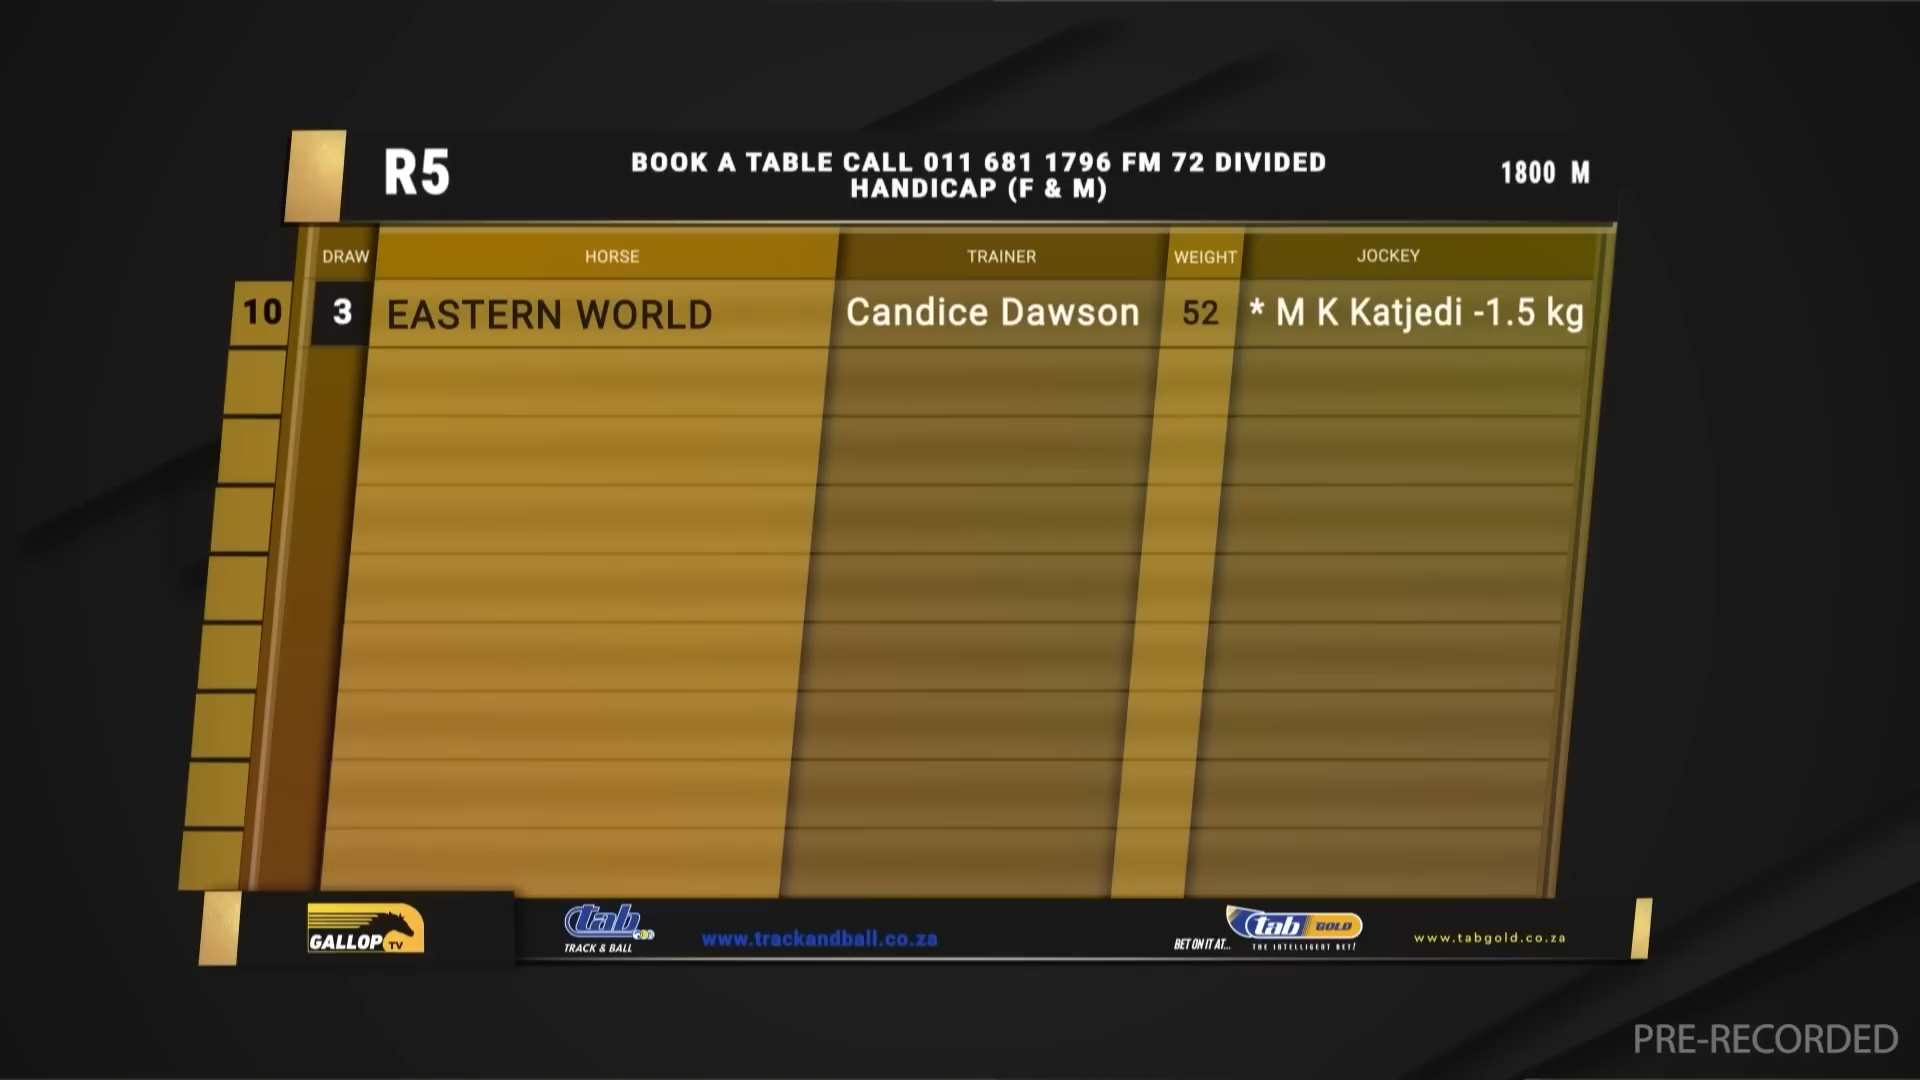 R5
BOOK A TABLE CALL 011 681 1796 FM 72 DIVIDED
HANDICAP (F & M)
1800 M
DRAW HORSE TRAINER WEIGHT JOCKEY
10 3 EASTERN WORLD Candice Dawson 52 * M K Katjedi -1.5 kg
GALLOP TV
tab
TRACK & BALL
www.trackandball.co.za
BET ON IT AT...
tab GOLD
THE INTELLIGENT BET!
www.tabgold.co.za
PRE-RECORDED